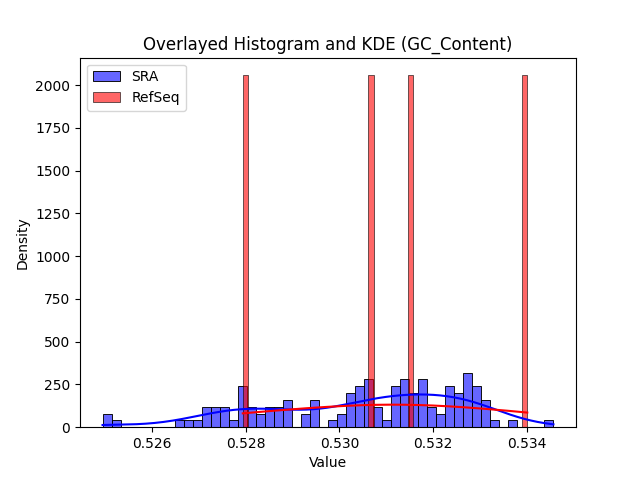 Overlayed Histogram and KDE (GC_Content)
SRA
RefSeq
2000
1750
1500
1250
1000
750
500
250
0
Density
0.526 0.528 0.530 0.532 0.534
Value